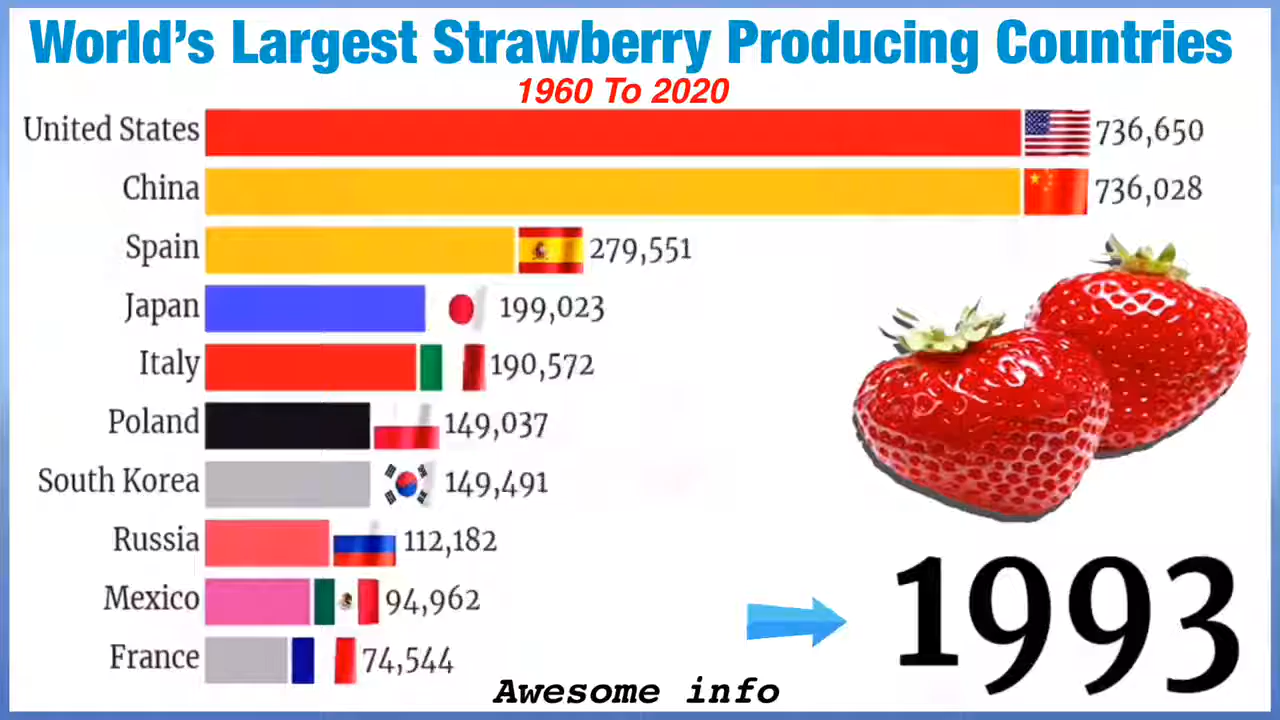 World's Largest Strawberry Producing Countries
1960 To 2020
United States 736,650
China 736,028
Spain 279,551
Japan 199,023
Italy 190,572
Poland 149,037
South Korea 149,491
Russia 112,182
Mexico 94,962
France 74,544
1993
Awesome info